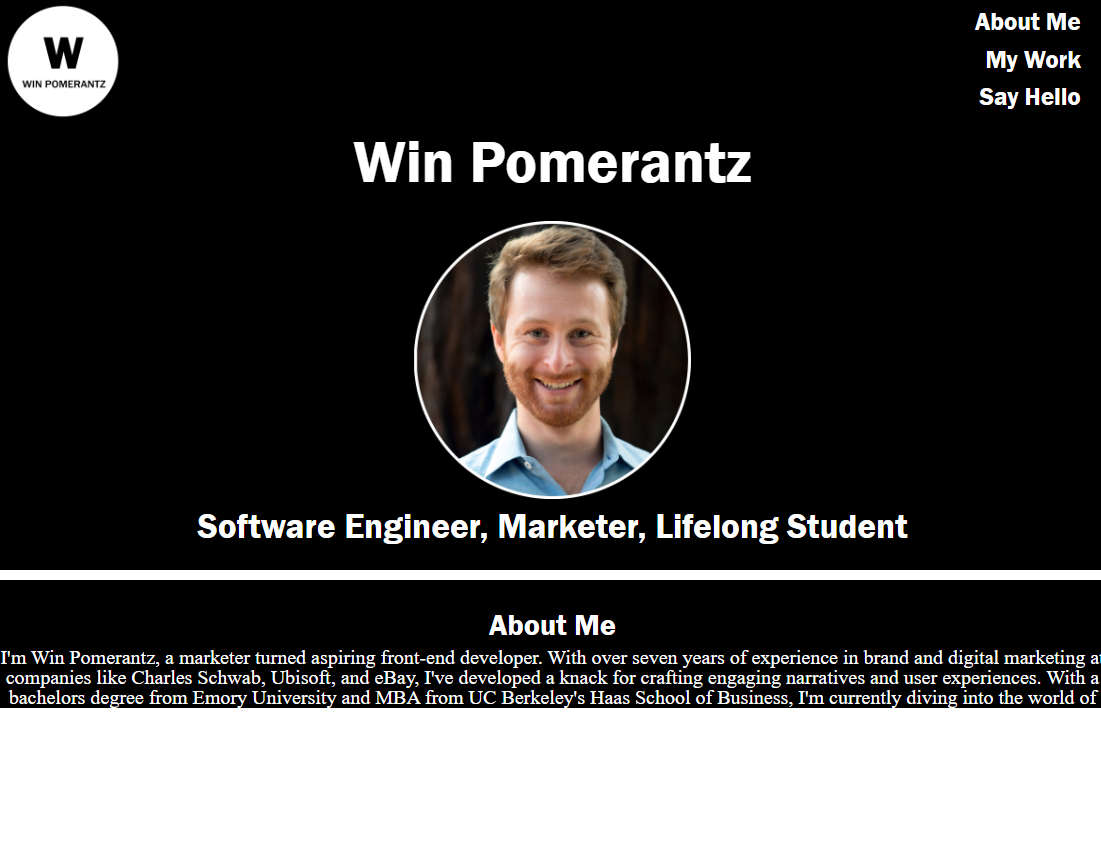 W
WIN POMERANTZ
About Me
My Work
Say Hello
Win Pomerantz
Software Engineer, Marketer, Lifelong Student
About Me
I'm Win Pomerantz, a marketer turned aspiring front-end developer. With over seven years of experience in brand and digital marketing at
companies like Charles Schwab, Ubisoft, and eBay, I've developed a knack for crafting engaging narratives and user experiences. With a
bachelors degree from Emory University and MBA from UC Berkeley's Haas School of Business, I'm currently diving into the world of